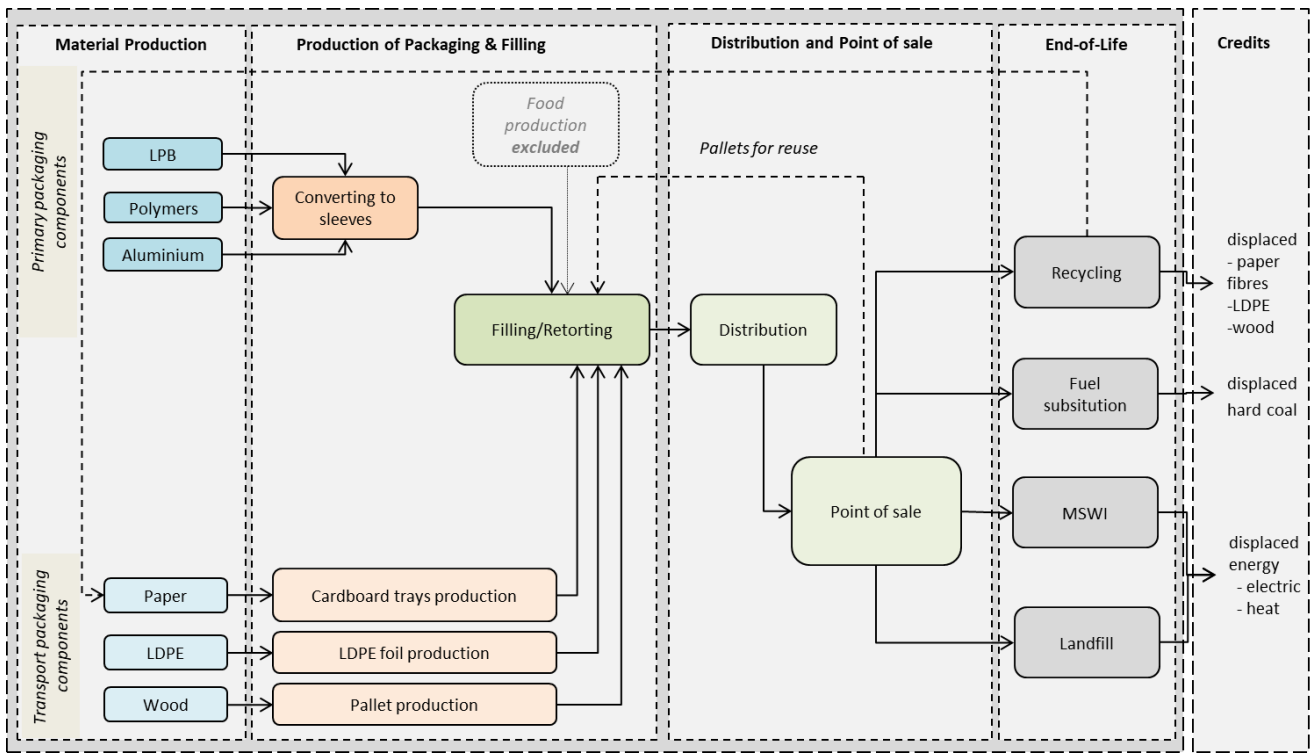 Material Production
Production of Packaging & Filling
Distribution and Point of sale
End-of-Life
Credits
Primary packaging
components
LPB
Polymers
Aluminium
Converting to
sleeves
Food
production
excluded
Pallets for reuse
Filling/Retorting
Distribution
Point of sale
Recycling
Fuel
subsitution
MSWI
Landfill
displaced
- paper
fibres
-LDPE
-wood
displaced
hard coal
displaced
energy
- electric
- heat
Transport packaging
components
Paper
LDPE
Wood
Cardboard trays production
LDPE foil production
Pallet production